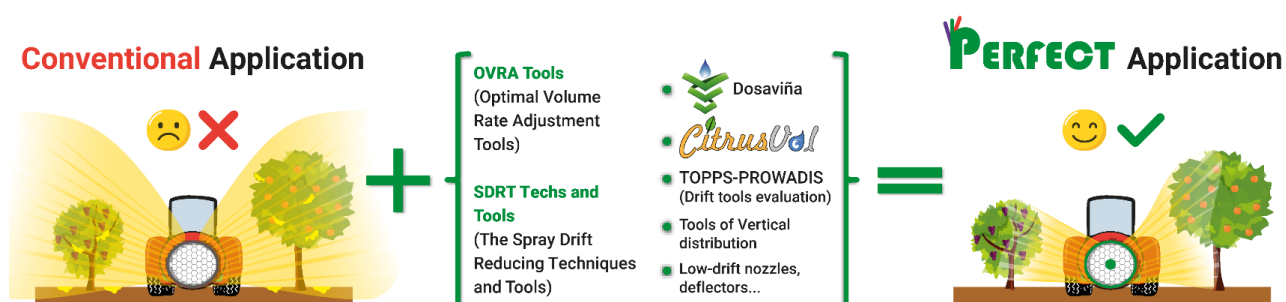 Conventional Application
OVRA Tools
(Optimal Volume
Rate Adjustment
Tools)
SDRT Techs and
Tools
(The Spray Drift
Reducing Techniques
and Tools)
Dosaviña
CitrusVol
TOPPS-PROWADIS
(Drift tools evaluation)
Tools of Vertical
distribution
Low-drift nozzles,
deflectors...
PERFECT Application